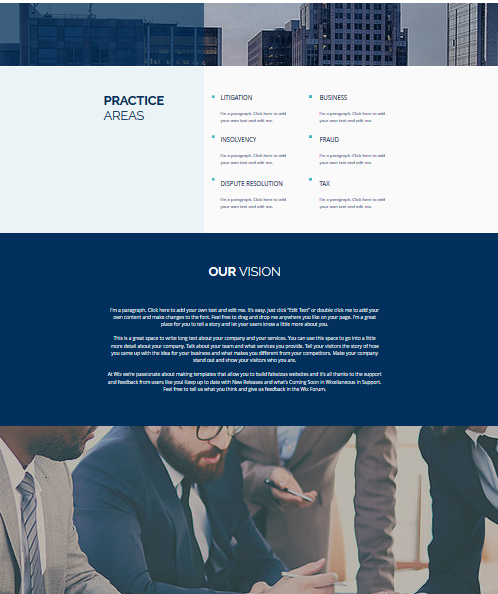 PRACTICE
AREAS
LITIGATION
I'm a paragraph. Click here to add
your own text and edit me.
BUSINESS
I'm a paragraph. Click here to add
your own text and edit me.
INSOLVENCY
I'm a paragraph. Click here to add
your own text and edit me.
FRAUD
I'm a paragraph. Click here to add
your own text and edit me.
DISPUTE RESOLUTION
I'm a paragraph. Click here to add
your own text and edit me.
TAX
I'm a paragraph. Click here to add
your own text and edit me.
OUR VISION
I'm a paragraph. Click here to add your own text and edit me. It's easy. Just click "Edit Text" or double click me to add your
own content and make changes to the font. Feel free to drag and drop me anywhere you like on your page. I'm a great
place for you to tell a story and let your users know a little more about you.
This is a great space to write long text about your company and your services. You can use this space to go into a little
more detail about your company. Talk about your team and what services you provide. Tell your visitors the story of how
you came up with the idea for your business and what makes you different from your competitors. Make your company
stand out and show your visitors who you are.
At Wix we're passionate about making templates that allow you to build fabulous websites and it's all thanks to the support
and feedback from users like you! Keep up to date with New Releases and what's Coming Soon in Wixellaneous in Support.
Feel free to tell us what you think and give us feedback in the Wix Forum.